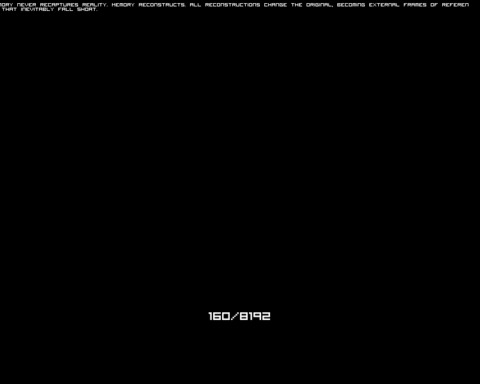 MORY NEVER RECAPTURES REALITY. MEMORY RECONSTRUCTS. ALL RECONSTRUCTIONS CHANGE THE ORIGINAL, BECOMING EXTERNAL FRAMES OF REFEREN
THAT INEVITABLY FALL SHORT.
160/8192